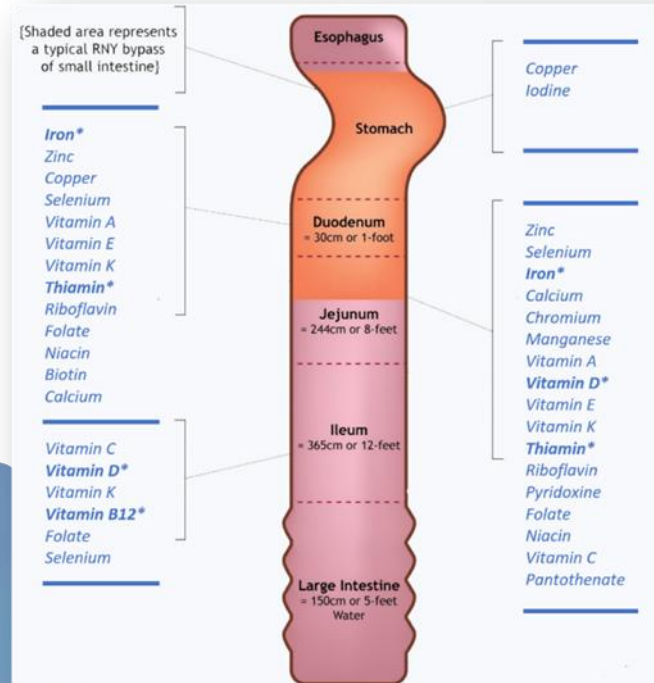 {Shaded area represents
a typical RNY bypass
of small intestine}
Iron*
Zinc
Copper
Selenium
Vitamin A
Vitamin E
Vitamin K
Thiamin*
Riboflavin
Folate
Niacin
Biotin
Calcium
Vitamin C
Vitamin D*
Vitamin K
Vitamin B12*
Folate
Selenium
Esophagus
Stomach
Duodenum
= 30cm or 1-foot
Jejunum
= 244cm or 8-feet
Ileum
= 365cm or 12-feet
Large Intestine
= 150cm or 5-feet
Water
Copper
Iodine
Zinc
Selenium
Iron*
Calcium
Chromium
Manganese
Vitamin A
Vitamin D*
Vitamin E
Vitamin K
Thiamin*
Riboflavin
Pyridoxine
Folate
Niacin
Vitamin C
Pantothenate